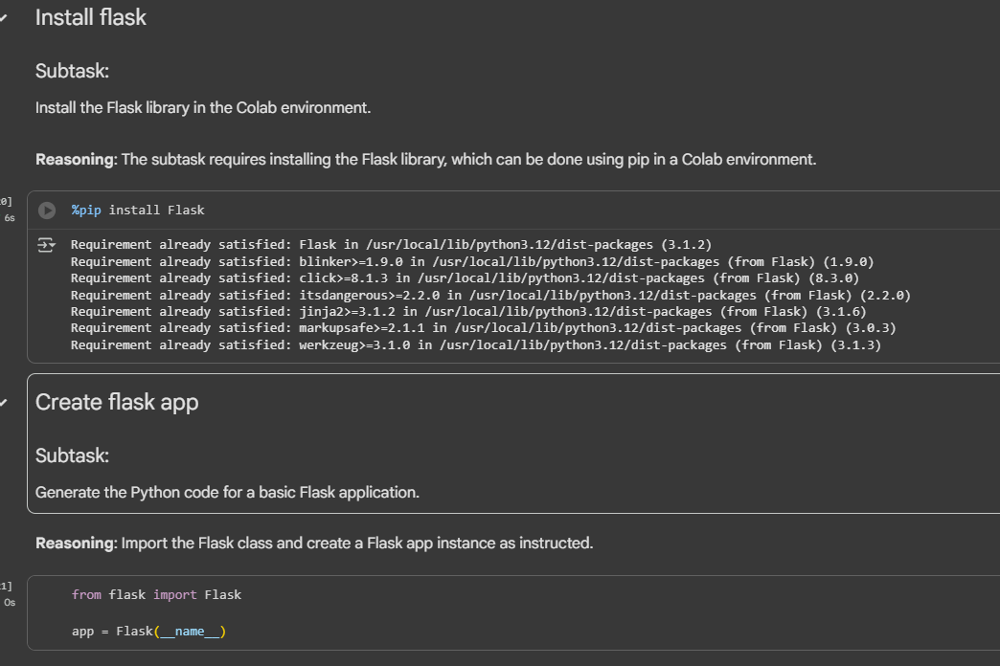 Install flask
Subtask:
Install the Flask library in the Colab environment.
Reasoning: The subtask requires installing the Flask library, which can be done using pip in a Colab environment.
0]
6s
%pip install Flask
Requirement already satisfied: Flask in /usr/local/lib/python3.12/dist-packages (3.1.2)
Requirement already satisfied: blinker>=1.9.0 in /usr/local/lib/python3.12/dist-packages (from Flask) (1.9.0)
Requirement already satisfied: click>=8.1.3 in /usr/local/lib/python3.12/dist-packages (from Flask) (8.3.0)
Requirement already satisfied: itsdangerous>=2.2.0 in /usr/local/lib/python3.12/dist-packages (from Flask) (2.2.0)
Requirement already satisfied: jinja2>=3.1.2 in /usr/local/lib/python3.12/dist-packages (from Flask) (3.1.6)
Requirement already satisfied: markupsafe>=2.1.1 in /usr/local/lib/python3.12/dist-packages (from Flask) (3.0.3)
Requirement already satisfied: werkzeug>=3.1.0 in /usr/local/lib/python3.12/dist-packages (from Flask) (3.1.3)
Create flask app
Subtask:
Generate the Python code for a basic Flask application.
Reasoning: Import the Flask class and create a Flask app instance as instructed.
1]
0s
from flask import Flask
app = Flask(__name__)